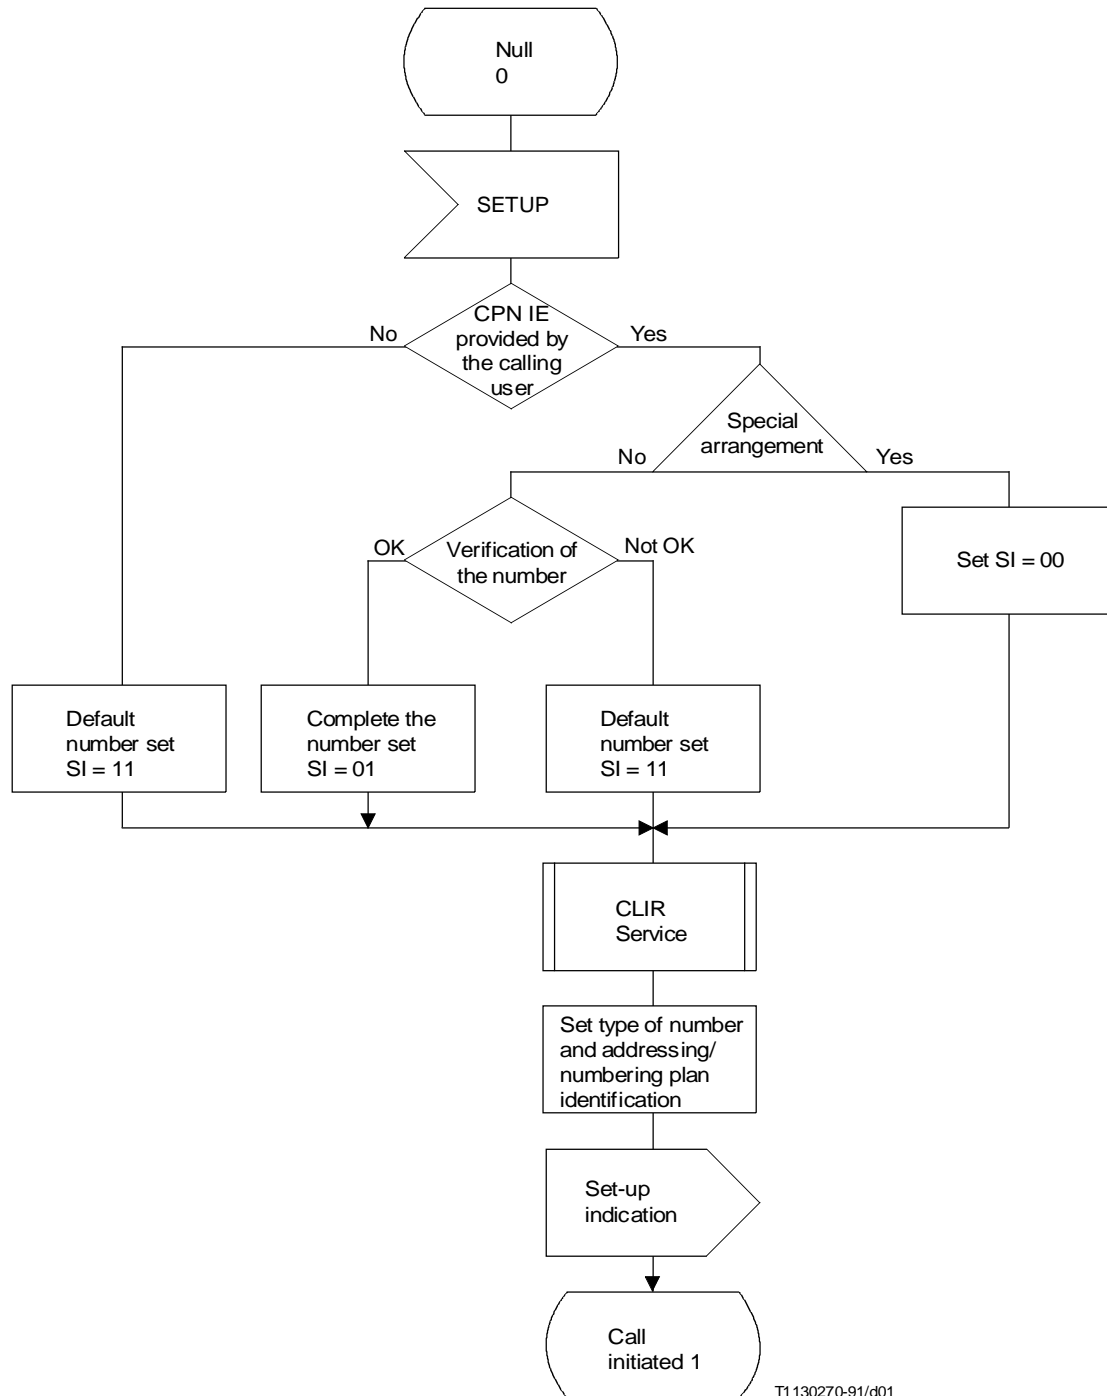 Null
0
SETUP
CPN IE
provided by
the calling
user
No
Yes
Special
arrangement
No
Yes
Verification of
the number
OK
Not OK
Set SI = 00
Default
number set
SI = 11
Complete the
number set
SI = 01
Default
number set
SI = 11
CLIR
Service
Set type of number
and addressing/
numbering plan
identification
Set-up
indication
Call
initiated 1
T1130270-91/d01